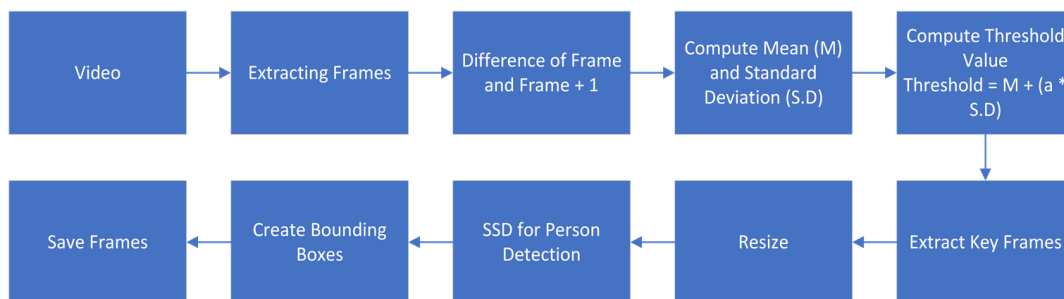 Video
Extracting Frames
Difference of Frame
and Frame + 1
Compute Mean (M)
and Standard
Deviation (S.D)
Compute Threshold
Value
Threshold = M + (a *
S.D)
Extract Key Frames
Resize
SSD for Person
Detection
Create Bounding
Boxes
Save Frames